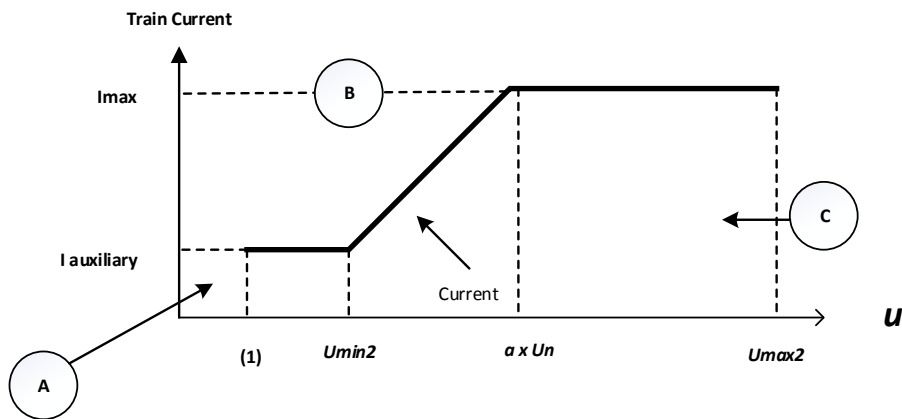 Train Current
Imax
B
C
I auxiliary
Current
u
(1)
Umin2
a x Un
Umax2
A